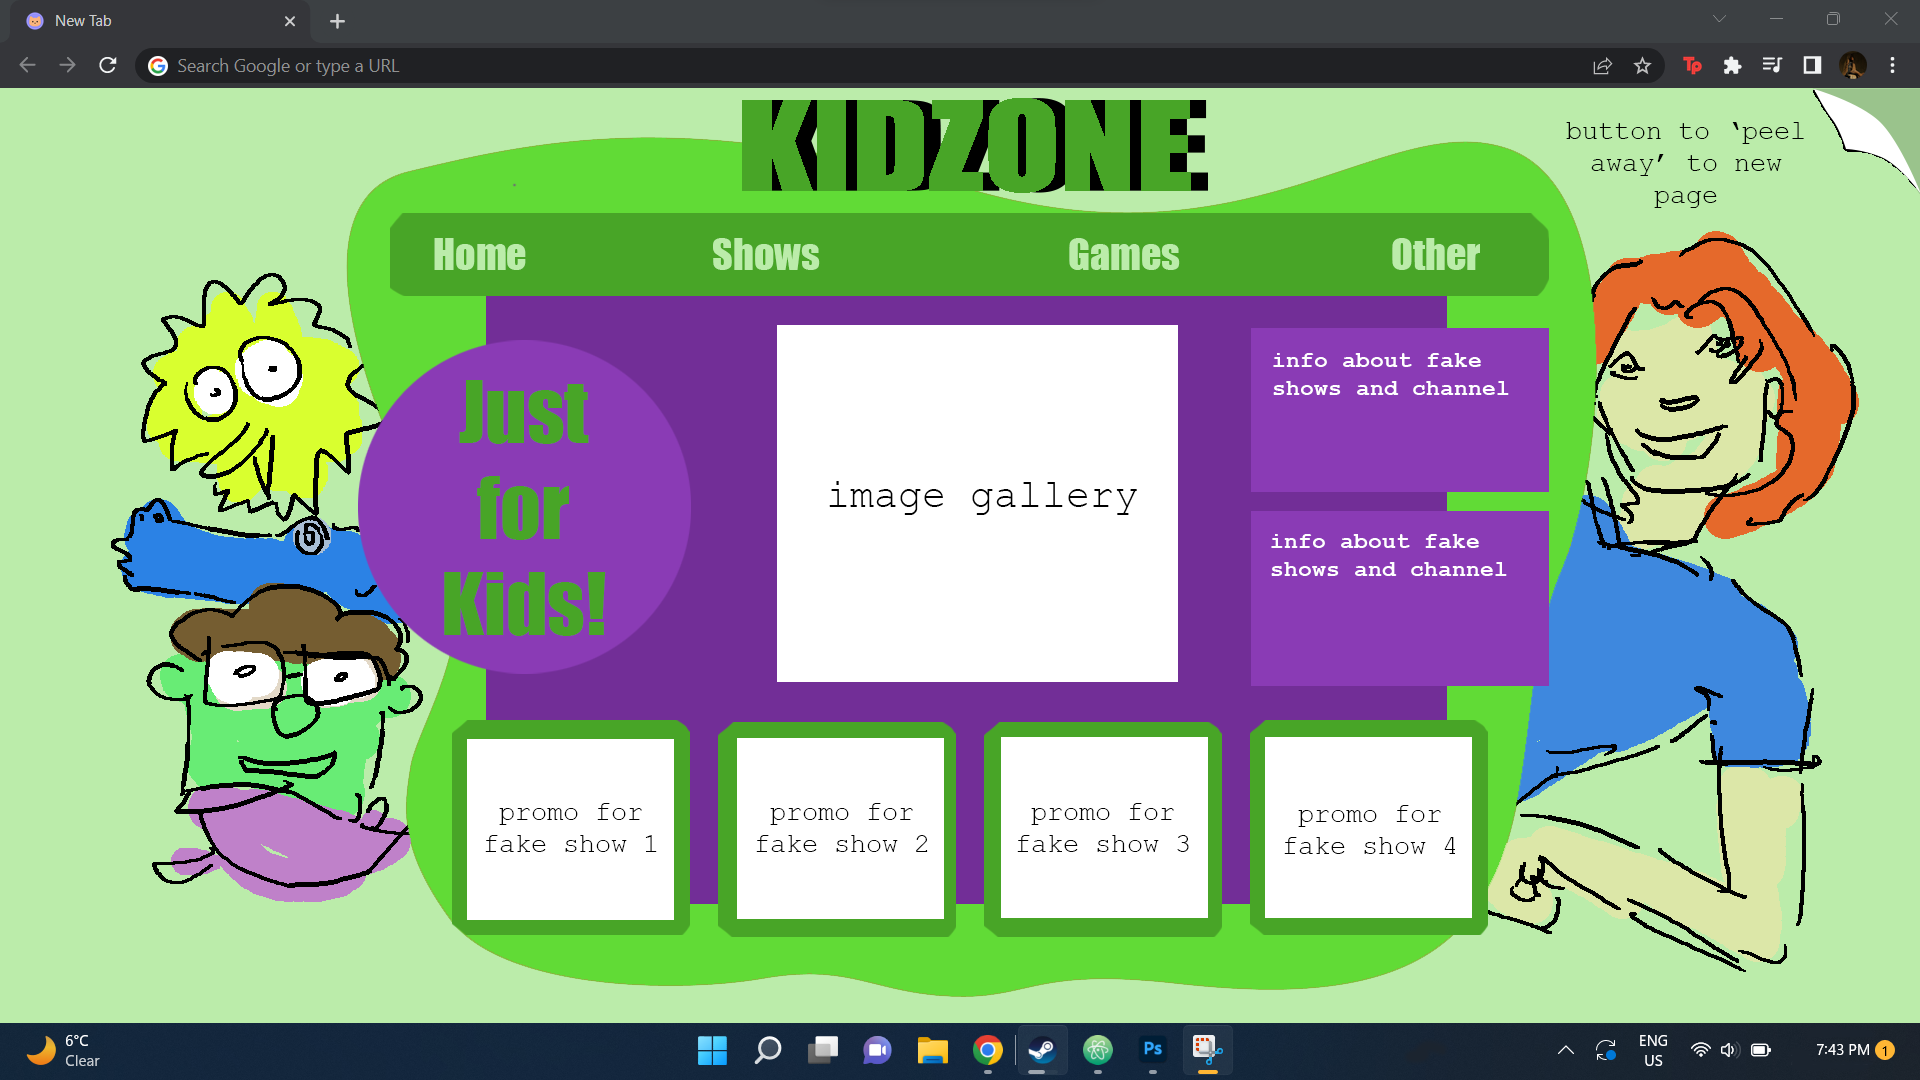 New Tab
Search Google or type a URL
Tp
KIDZONE
button to ‘peel
away’ to new
page
Home Shows Games Other
Just
for
Kids!
image gallery
info about fake
shows and channel
info about fake
shows and channel
promo for
fake show 1
promo for
fake show 2
promo for
fake show 3
promo for
fake show 4
6°C
Clear
Ps
ENG
US
7:43 PM
1